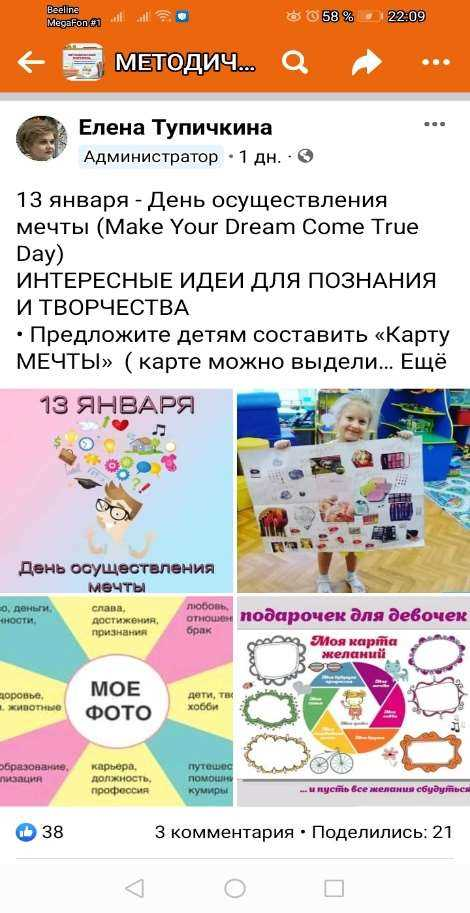 Beeline
MegaFon #1
58 %
22:09
МЕТОДИЧ...
Елена Тупичкина
Администратор · 1 дн. ·
13 января - День осуществления
мечты (Make Your Dream Come True
Day)
ИНТЕРЕСНЫЕ ИДЕИ ДЛЯ ПОЗНАНИЯ
И ТВОРЧЕСТВА
• Предложите детям составить «Карту
МЕЧТЫ» ( карте можно выдели... Ещё
13 ЯНВАРЯ
День осуществления
мечты
о, деньги,
ности,
слава,
достижения,
признания
любовь,
отношен
брак
доровье,
. животные
МОЕ
ФОТО
дети, тво
хобби
образование,
лизация
карьера,
должность,
профессия
путешес
помощни
кумиры
подарочек для девочек
Моя карта
желаний
... и пусть все желания сбудуться
38
3 комментария • Поделились: 21